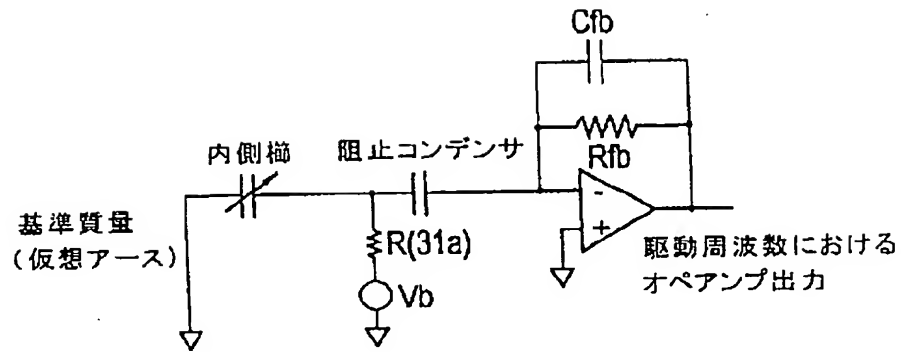 Cfb
Rfb
内側櫛
阻止コンデンサ
-
+
基準質量
(仮想アース)
R(31a)
Vb
駆動周波数における
オペアンプ出力